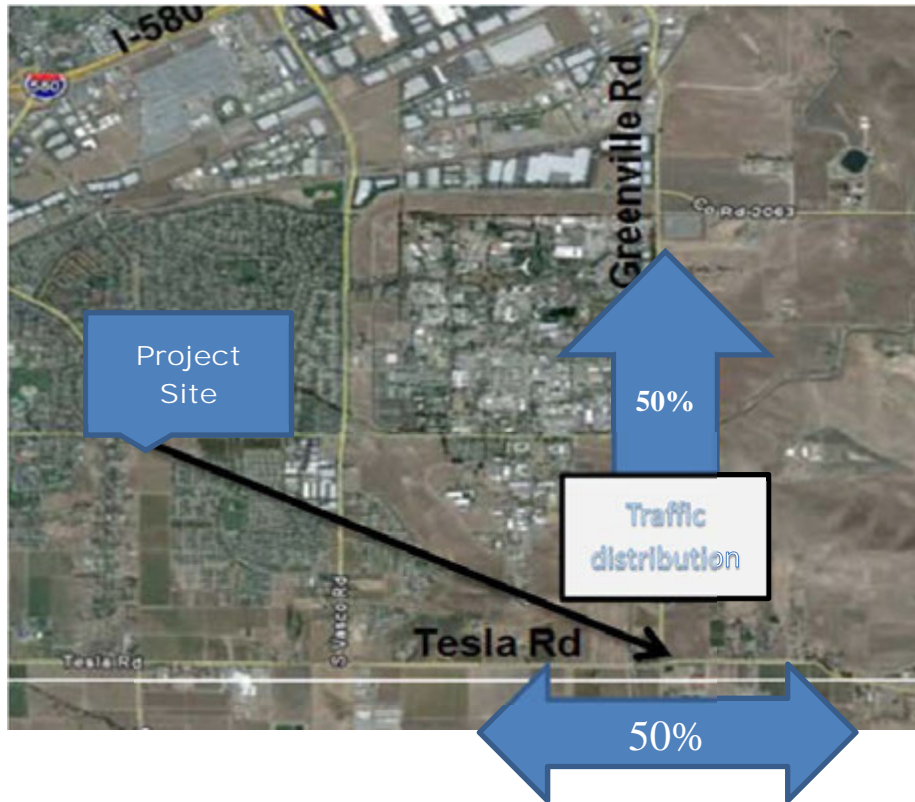 I-580
580
Greenville Rd
Co Rd 2063
Project
Site
50%
Traffic
distribution
S Vasco Rd
Tesla Rd
Tesla Rd
50%